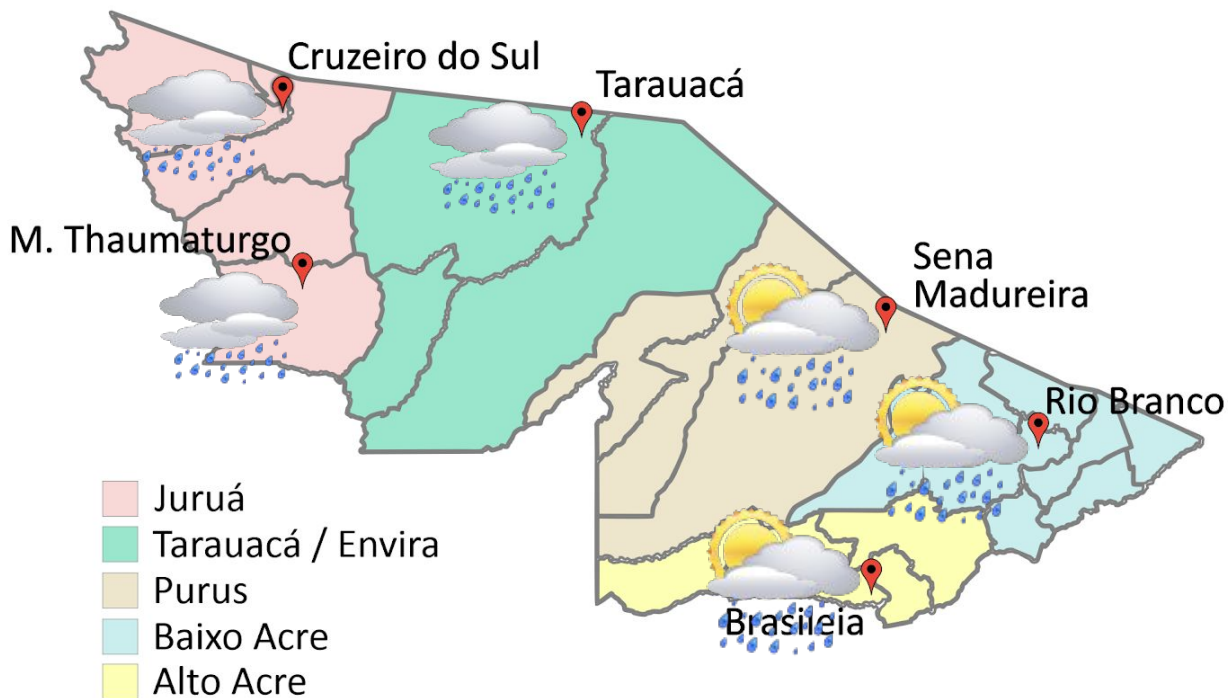 Cruzeiro do Sul
Tarauacá
M. Thaumaturgo
Sena
Madureira
Rio Branco
Brasileia
Juruá
Tarauacá / Envira
Purus
Baixo Acre
Alto Acre